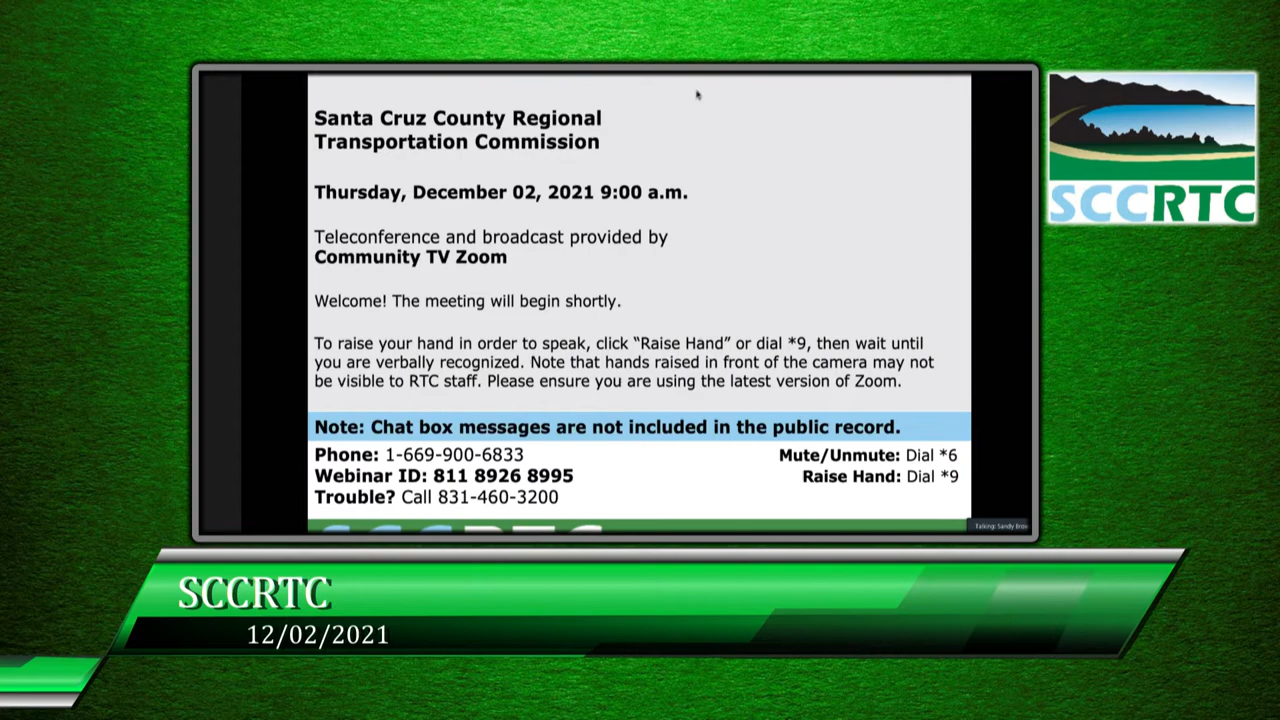 Santa Cruz County Regional
Transportation Commission
Thursday, December 02, 2021 9:00 a.m.
Teleconference and broadcast provided by
Community TV Zoom
Welcome! The meeting will begin shortly.
To raise your hand in order to speak, click “Raise Hand” or dial *9, then wait until
you are verbally recognized. Note that hands raised in front of the camera may not
be visible to RTC staff. Please ensure you are using the latest version of Zoom.
Note: Chat box messages are not included in the public record.
Phone: 1-669-900-6833
Mute/Unmute: Dial *6
Webinar ID: 811 8926 8995
Raise Hand: Dial *9
Trouble? Call 831-460-3200
Talking: Sandy
SCCRTC
SCCRTC
12/02/2021